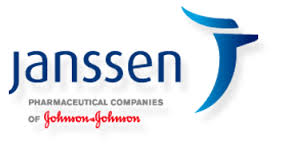 janssen
PHARMACEUTICAL COMPANIES
OF Johnson & Johnson